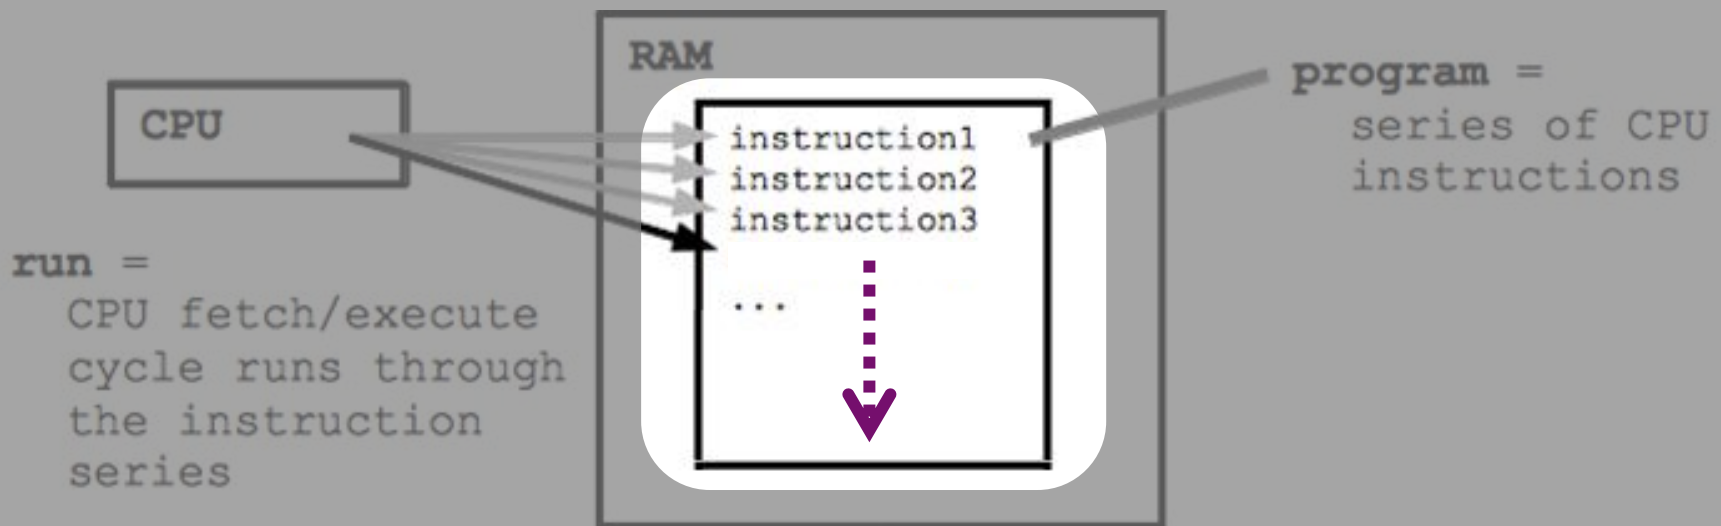 RAM
CPU
instruction1
instruction2
instruction3
...
program =
series of CPU
instructions
run =
CPU fetch/execute
cycle runs through
the instruction
series